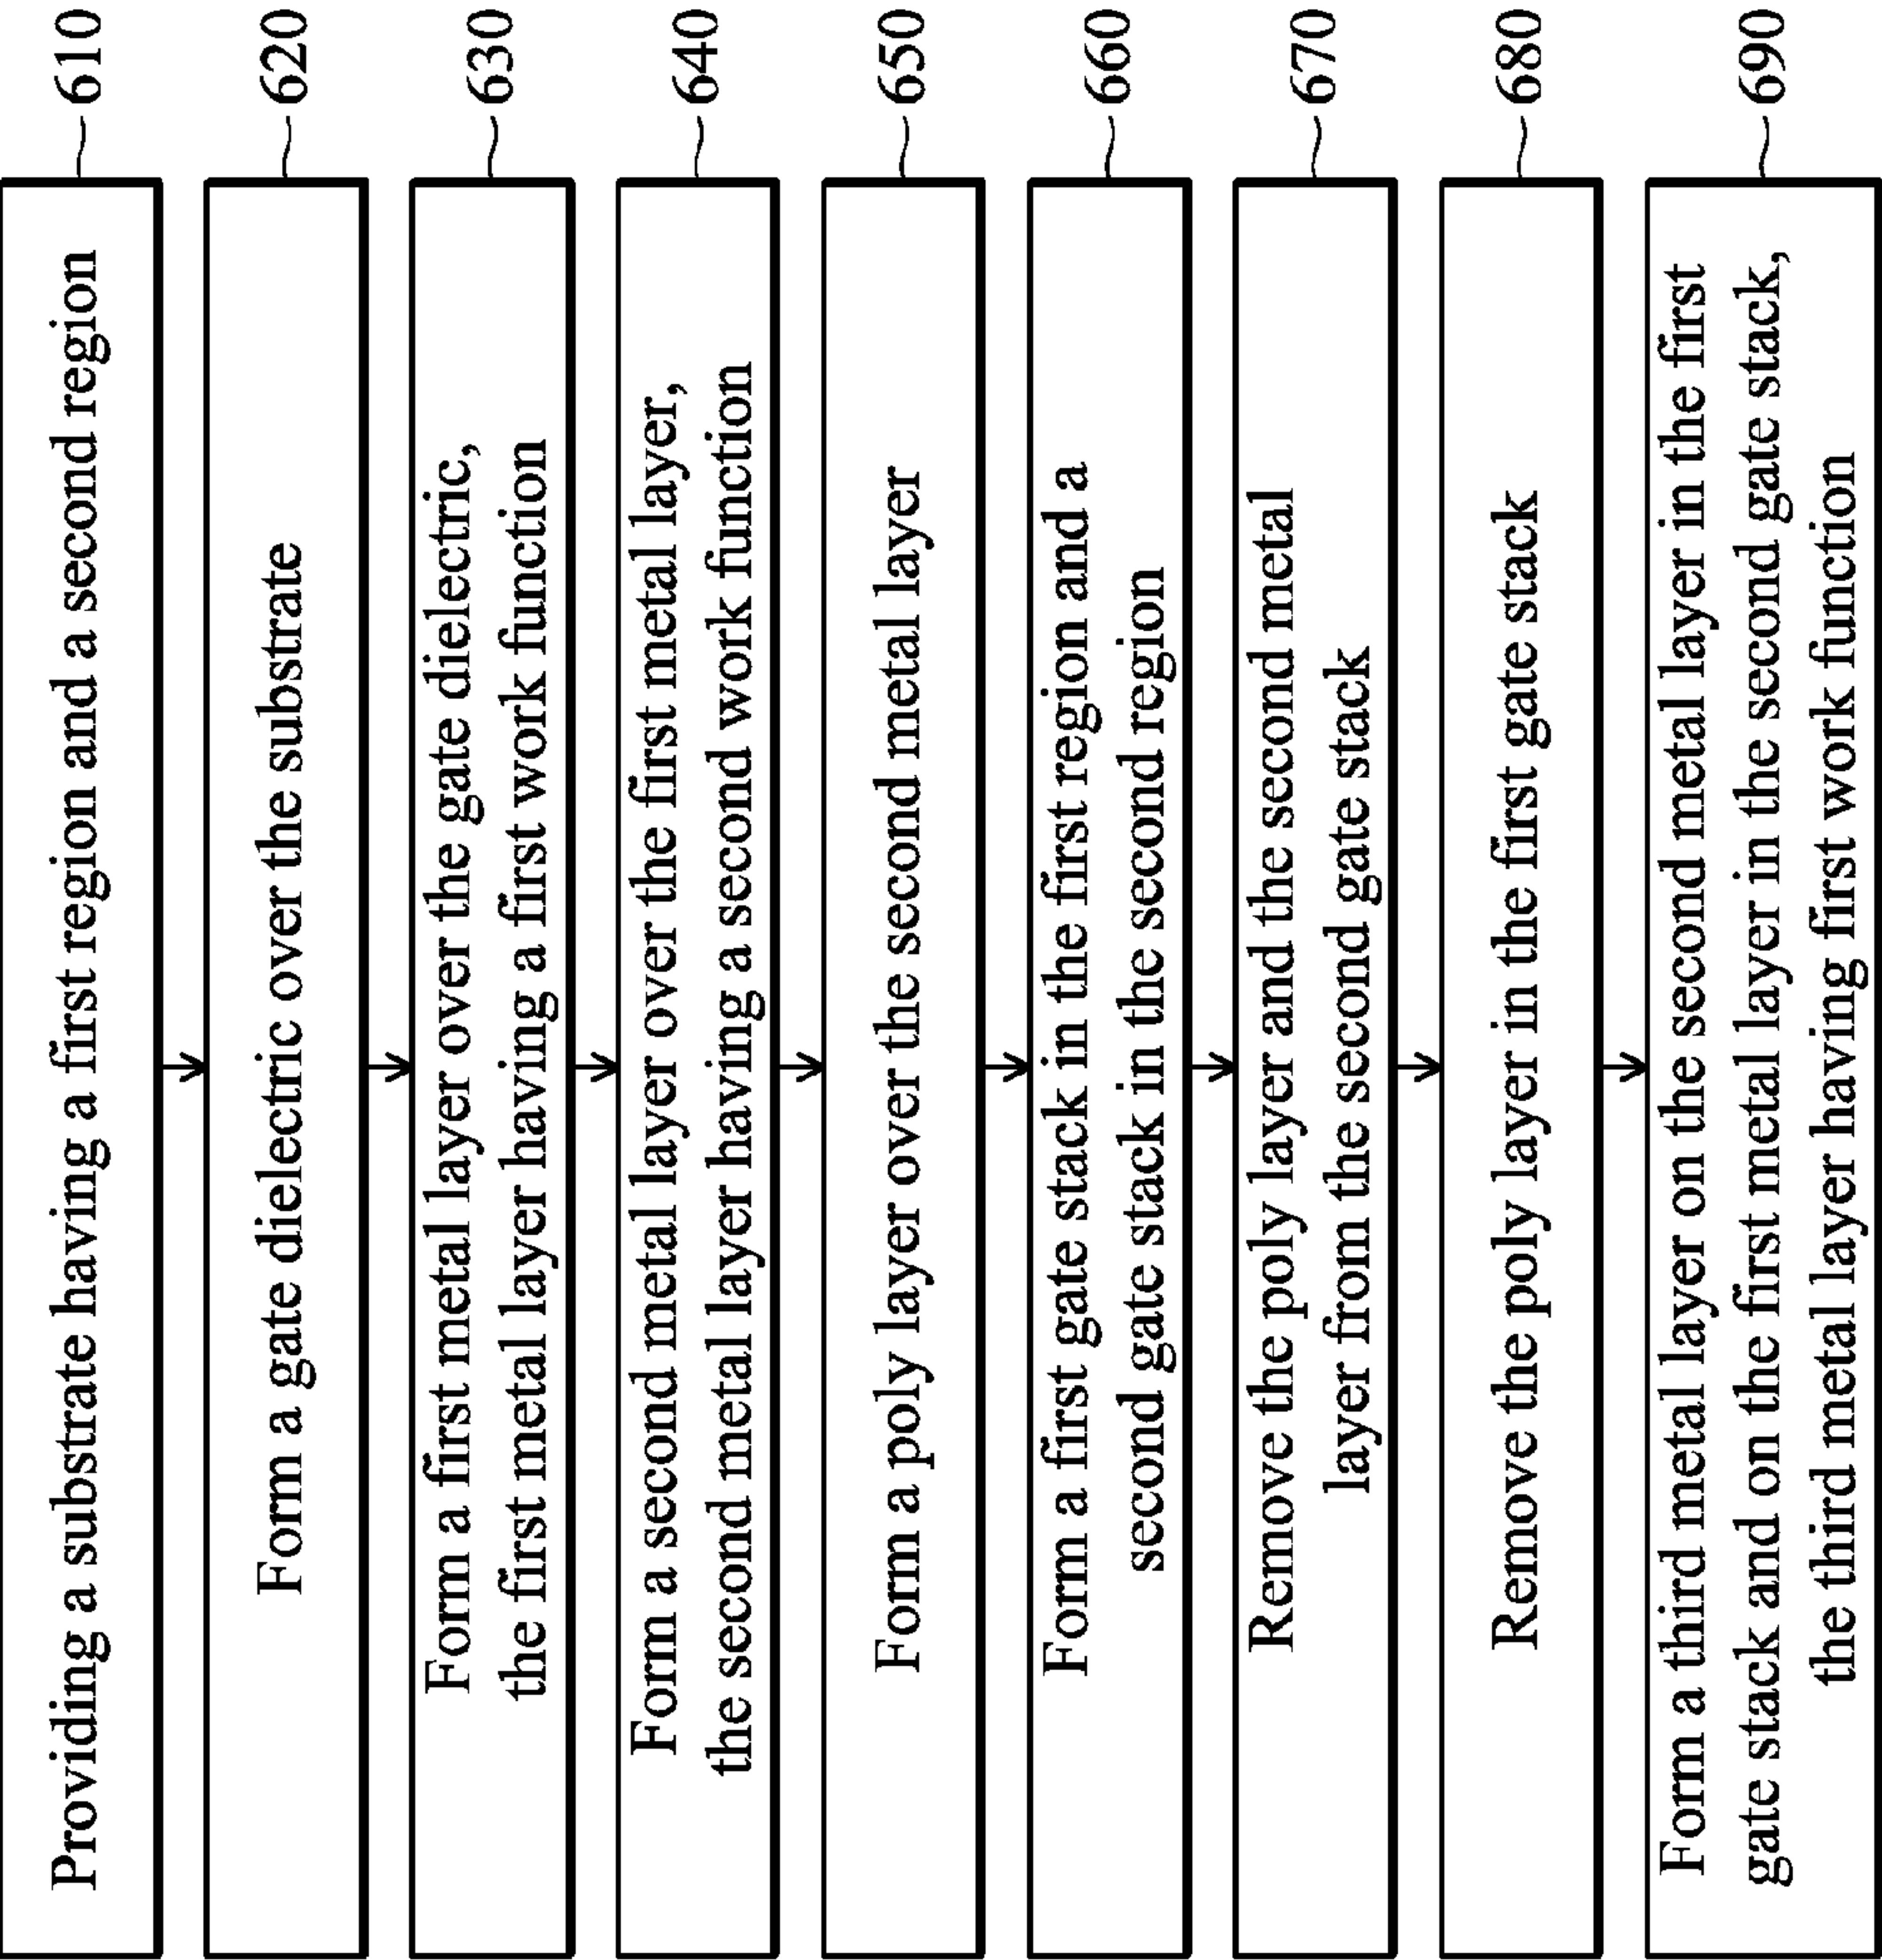 Providing a substrate having a first region and a second region
610
Form a gate dielectric over the substrate
620
Form a first metal layer over the gate dielectric,
the first metal layer having a first work function
630
Form a second metal layer over the first metal layer,
the second metal layer having a second work function
640
Form a poly layer over the second metal layer
650
Form a first gate stack in the first region and a
second gate stack in the second region
660
Remove the poly layer and the second metal
layer from the second gate stack
670
Remove the poly layer in the first gate stack
680
Form a third metal layer on the second metal layer in the first
gate stack and on the first metal layer in the second gate stack,
the third metal layer having first work function
690